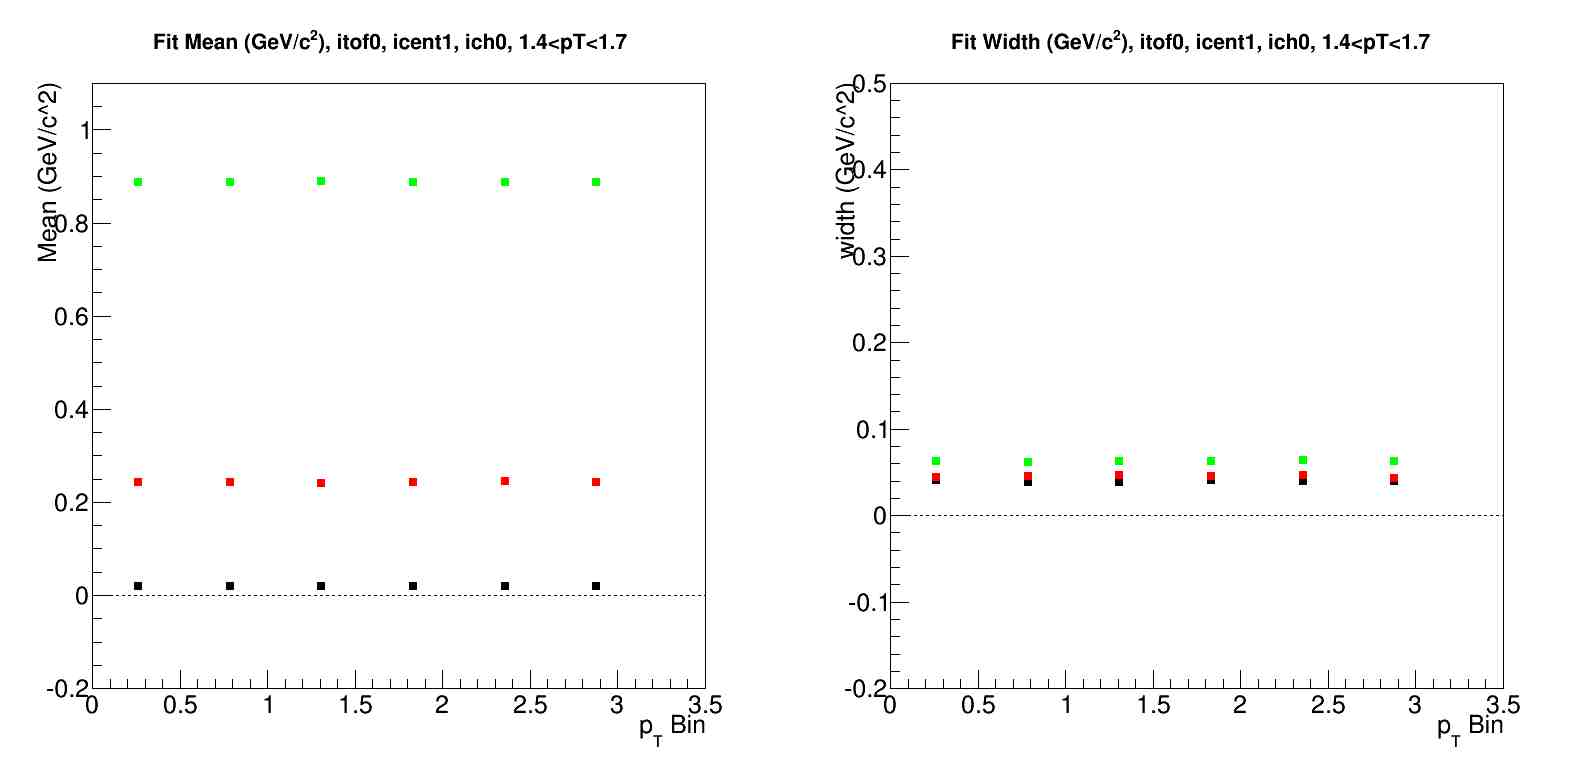 Fit Mean (GeV/c²), itof0, icent1, ich0, 1.4<pT<1.7
Mean (GeV/c^2)
1
0.8
0.6
0.4
0.2
0
-0.2
0 0.5 1 1.5 2 2.5 3 3.5
p_T Bin
Fit Width (GeV/c²), itof0, icent1, ich0, 1.4<pT<1.7
width (GeV/c^2)
0.5
0.4
0.3
0.2
0.1
0
-0.1
-0.2
0 0.5 1 1.5 2 2.5 3 3.5
p_T Bin